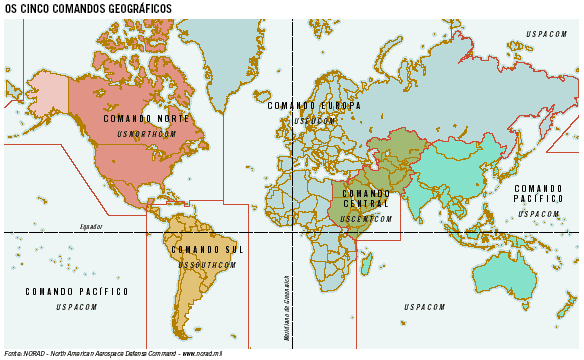 OS CINCO COMANDOS GEOGRÁFICOS
USPACOM
COMANDO EUROPA
USEUCOM
COMANDO NORTE
USNORTHCOM
COMANDO
CENTRAL
USCENTCOM
COMANDO
PACÍFICO
USPACOM
Equador
COMANDO SUL
USSOUTHCOM
COMANDO PACÍFICO
USPACOM
Meridiano de Greenwich
USPACOM
Fonte: NORAD - North American Aerospace Defense Command - www.norad.mil